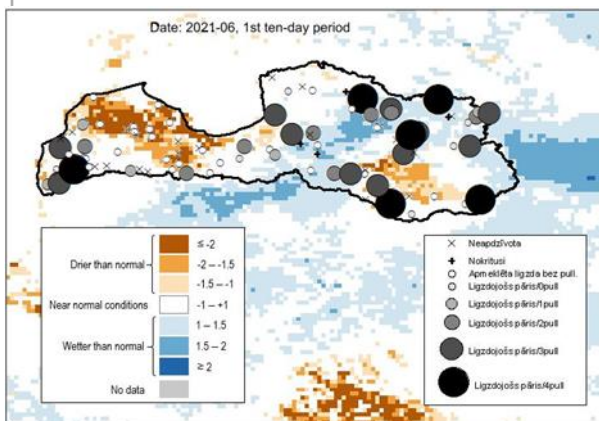 Date: 2021-06, 1st ten-day period
≤ -2
Drier than normal
-2 – -1.5
-1.5 – -1
Near normal conditions
-1 – +1
1 – 1.5
Wetter than normal
1.5 – 2
≥ 2
No data
Neapdzīvota
Nokritusi
Apmeklēta ligzda bez pull.
Ligzdojošs pāris/0pull
Ligzdojošs pāris/1pull
Ligzdojošs pāris/2pull
Ligzdojošs pāris/3pull
Ligzdojošs pāris/4pull